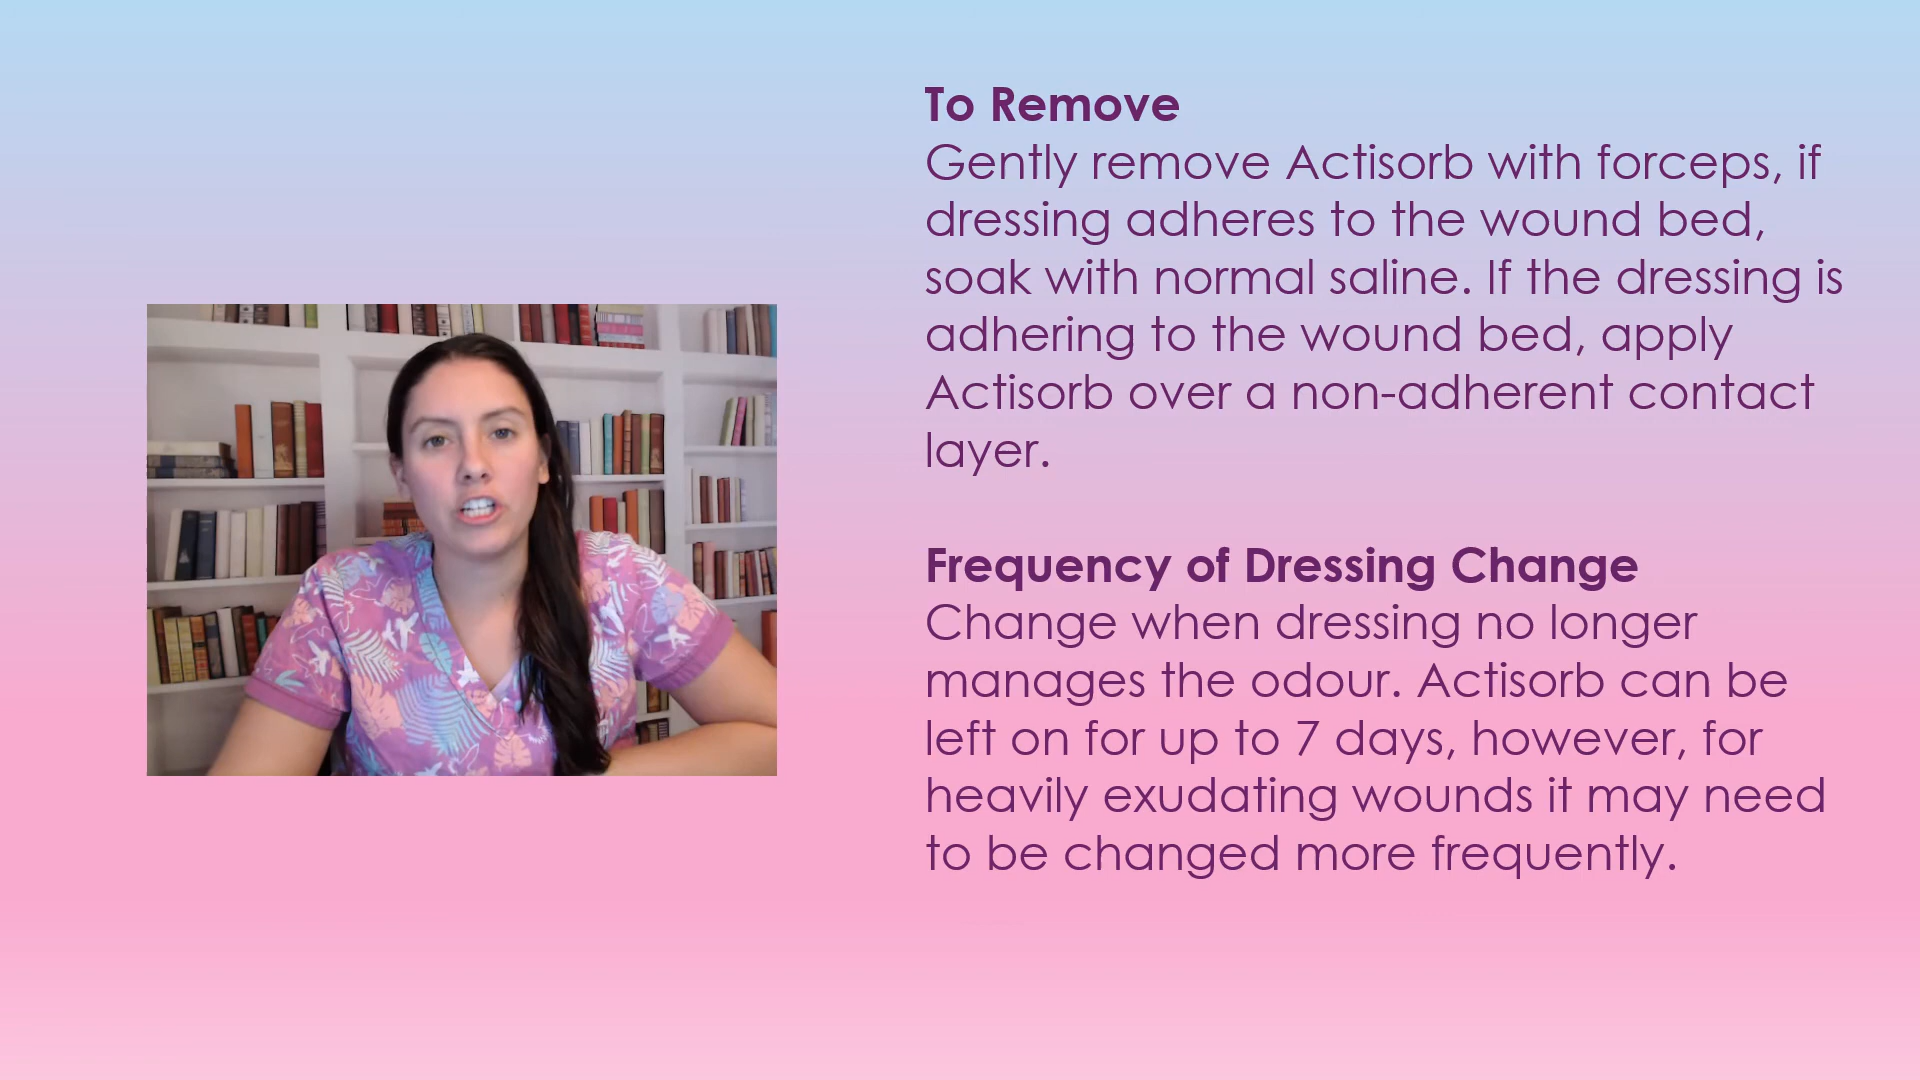 To Remove
Gently remove Actisorb with forceps, if
dressing adheres to the wound bed,
soak with normal saline. If the dressing is
adhering to the wound bed, apply
Actisorb over a non-adherent contact
layer.
Frequency of Dressing Change
Change when dressing no longer
manages the odour. Actisorb can be
left on for up to 7 days, however, for
heavily exudating wounds it may need
to be changed more frequently.